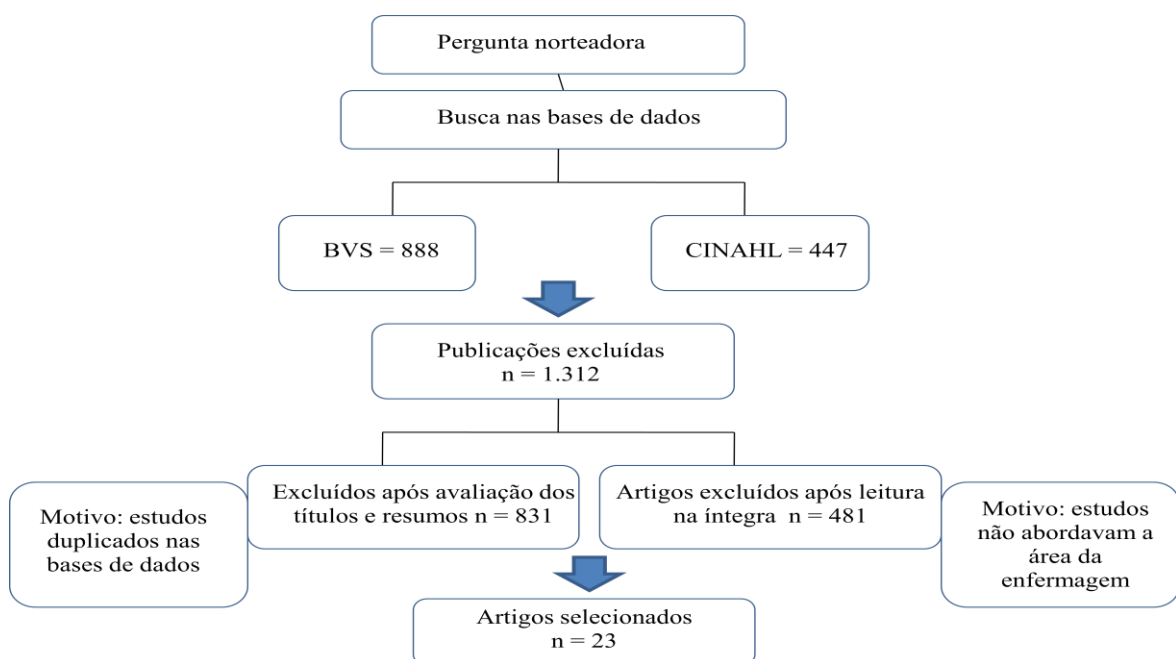 Pergunta norteadora
Busca nas bases de dados
BVS = 888
CINAHL = 447
Publicações excluídas
n = 1.312
Motivo: estudos
duplicados nas
bases de dados
Excluídos após avaliação dos
títulos e resumos n = 831
Artigos excluídos após leitura
na íntegra n = 481
Motivo: estudos
não abordavam a
área da
enfermagem
Artigos selecionados
n = 23